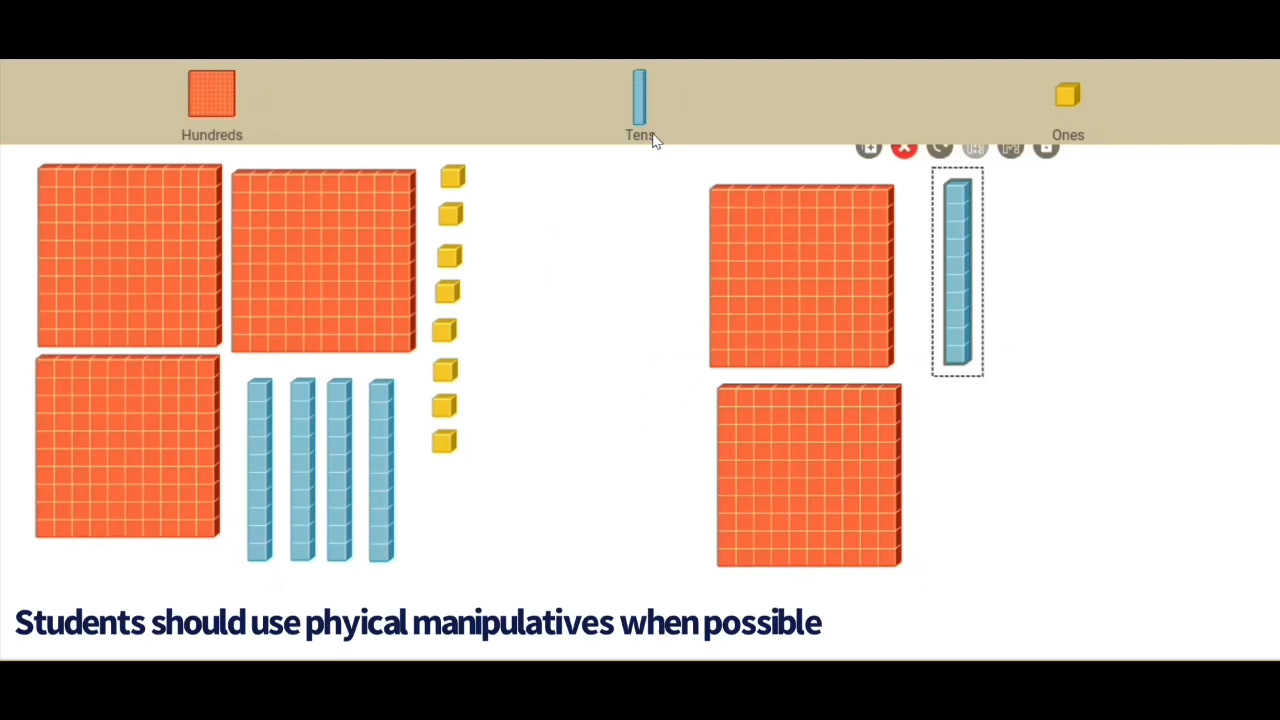 Hundreds
Tens
Ones
Students should use phyical manipulatives when possible